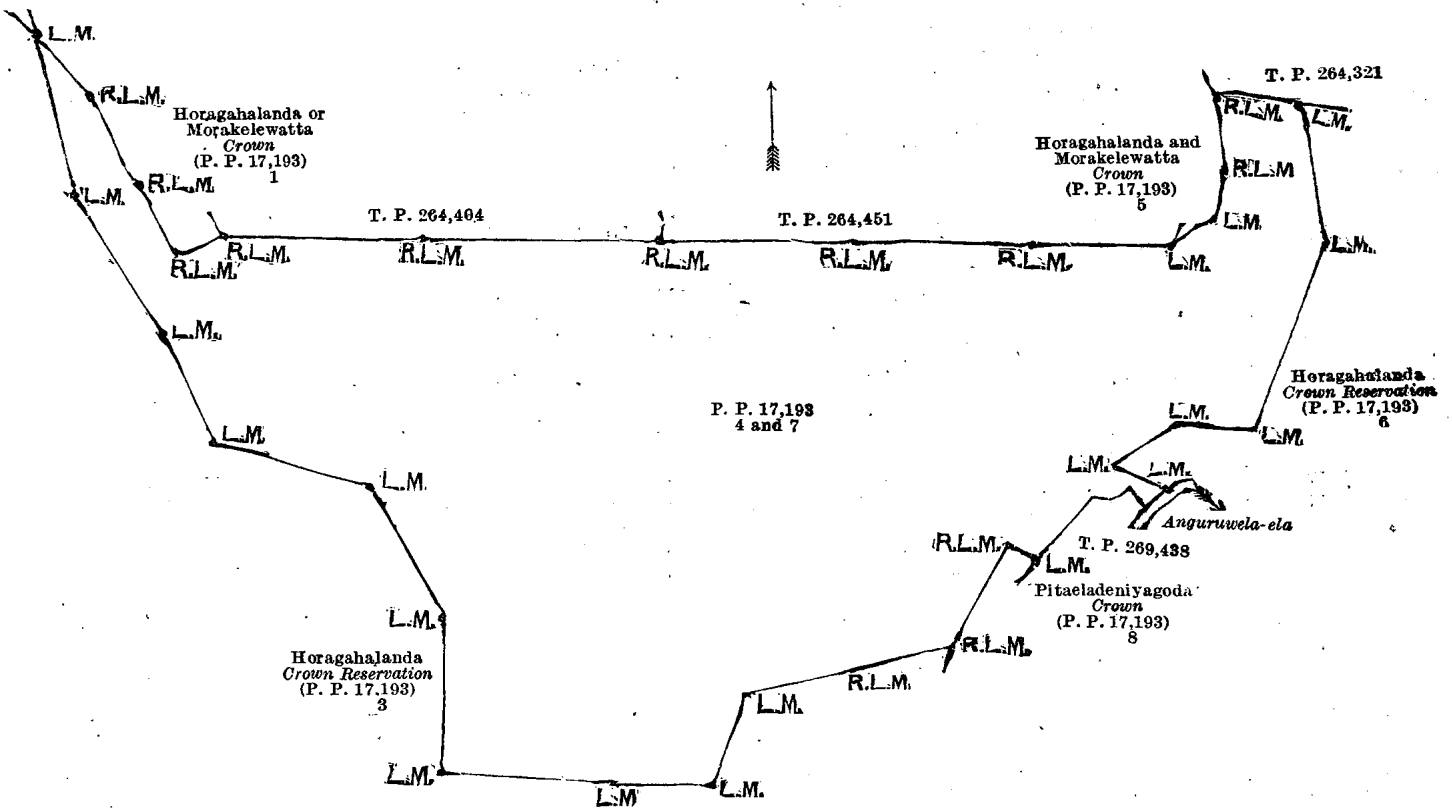 L.M.
R.L.M.
Horagahalanda or
Morakelewatta
Crown
(P. P. 17,193)
1
R.L.M
L.M.
R.L.M.
R.L.M.
T. P. 264,404
R.L.M.
R.L.M.
T. P. 264,451
R.L.M.
R.L.M.
L.M.
Horagahalanda and
Morakelewatta
Crown
(P. P. 17,193)
5
T. P. 264,321
R.L.M.
L.M.
R.L.M
L.M.
L.M.
L.M.
L.M.
L.M.
P. P. 17,193
4 and 7
Horagahalanda
Crown Reservation
(P. P. 17,193)
6
L.M.
L.M.
L.M.
L.M.
Anguruwela-ela
T. P. 269,438
R.L.M.
L.M.
Pitaeladeniyagoda
Crown
(P. P. 17,193)
8
L.M.
R.L.M.
Horagahalanda
Crown Reservation
(P. P. 17,193)
3
R.L.M.
L.M.
L.M.
L.M
L.M.